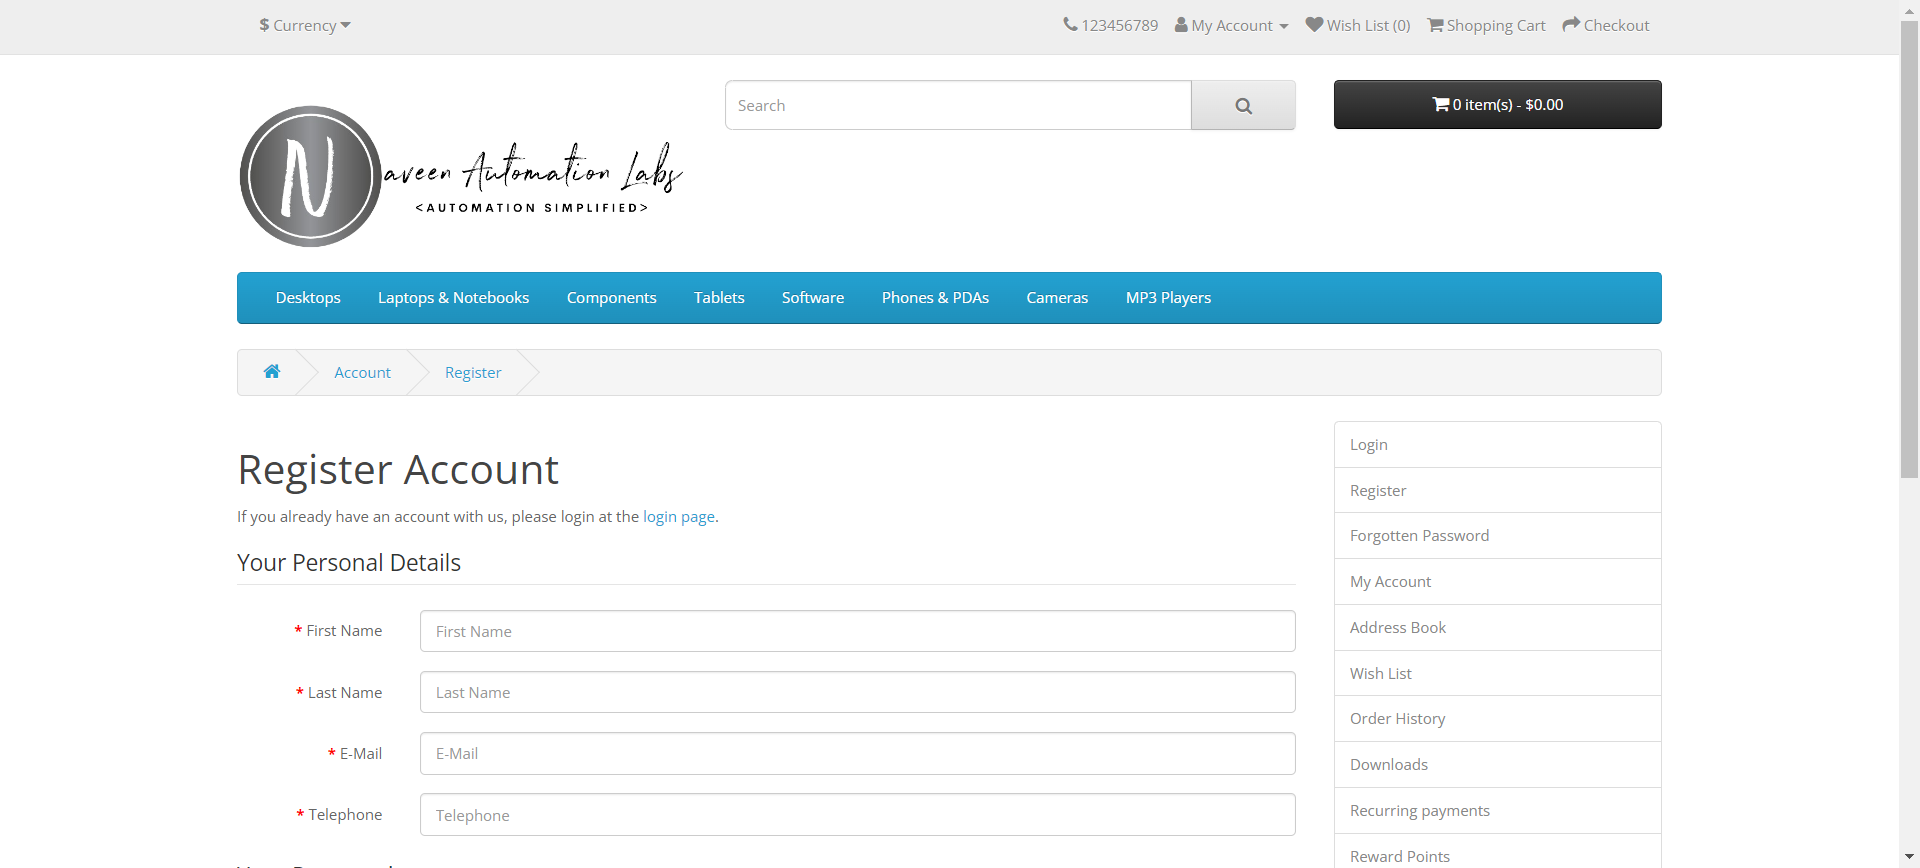 $ Currency
123456789 My Account Wish List (0) Shopping Cart Checkout
Search
0 item(s) - $0.00
Naveen Automation Labs
<AUTOMATION SIMPLIFIED>
Desktops Laptops & Notebooks Components Tablets Software Phones & PDAs Cameras MP3 Players
Account Register
Register Account
If you already have an account with us, please login at the login page.
Your Personal Details
* First Name First Name
* Last Name Last Name
* E-Mail E-Mail
* Telephone Telephone
Login
Register
Forgotten Password
My Account
Address Book
Wish List
Order History
Downloads
Recurring payments
Reward Points